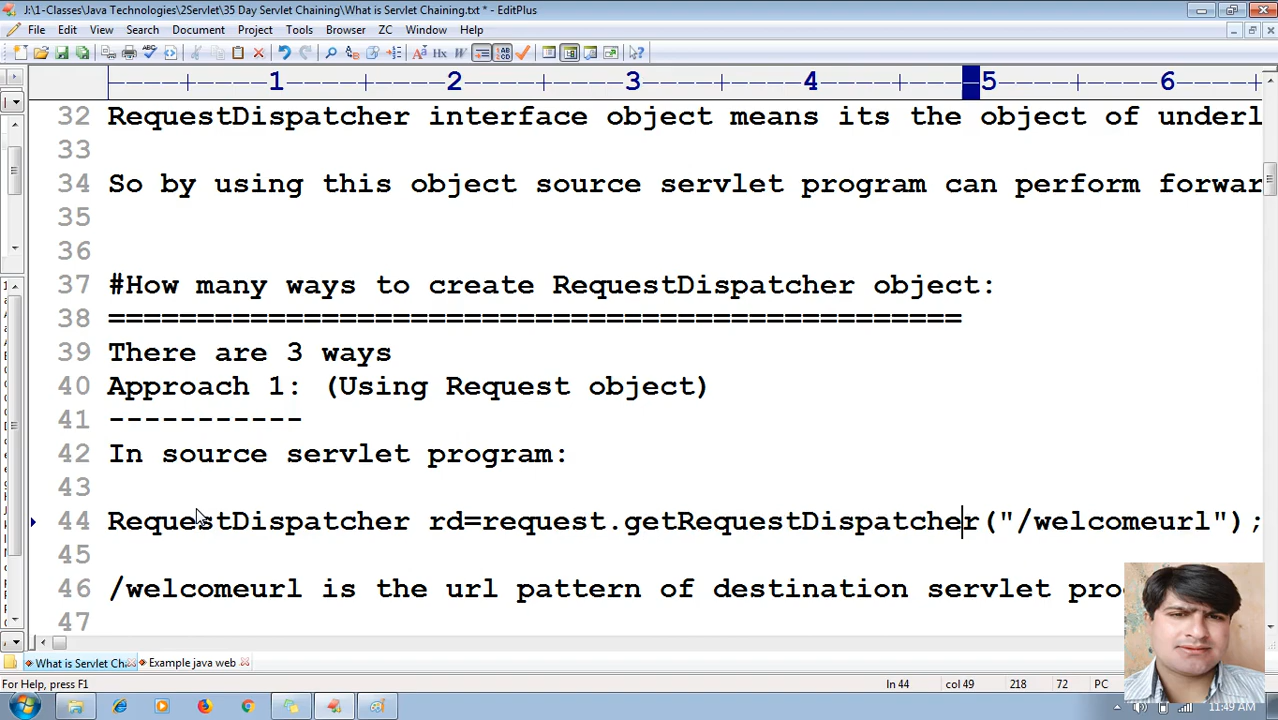 J:\1-Classes\Java Technologies\2Servlet\35 Day Servlet Chaining\What is Servlet Chaining.txt * - EditPlus
File Edit View Search Document Project Tools Browser ZC Window Help
1 2 3 4 5 6
32 RequestDispatcher interface object means its the object of underl
33
34 So by using this object source servlet program can perform forwar
35
36
37 #How many ways to create RequestDispatcher object:
38 ================================================
39 There are 3 ways
40 Approach 1: (Using Request object)
41 -----------
42 In source servlet program:
43
44 RequestDispatcher rd=request.getRequestDispatcher("/welcomeurl");
45
46 /welcomeurl is the url pattern of destination servlet pro
47
What is Servlet Cha Example java web
For Help, press F1 ln 44 col 49 218 72 PC
11:49 AM